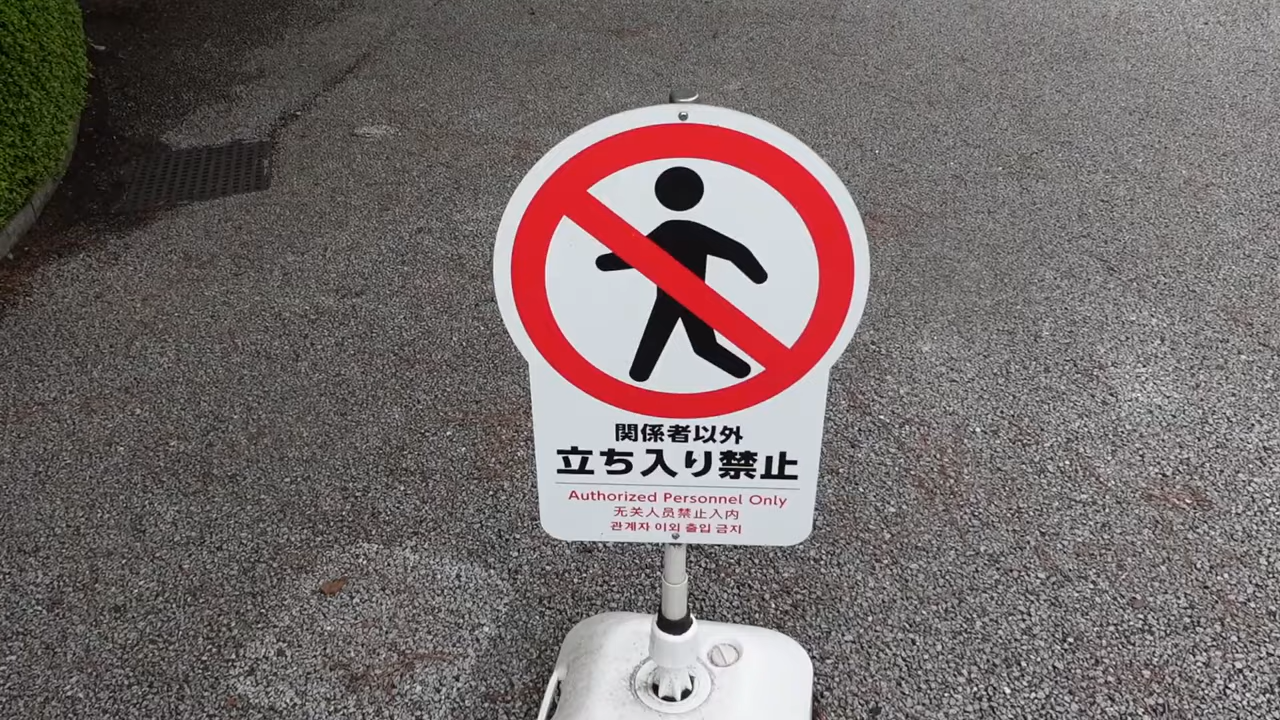 関係者以外
立ち入り禁止
Authorized Personnel Only
无关人员禁止入内
관계자 이외 출입 금지